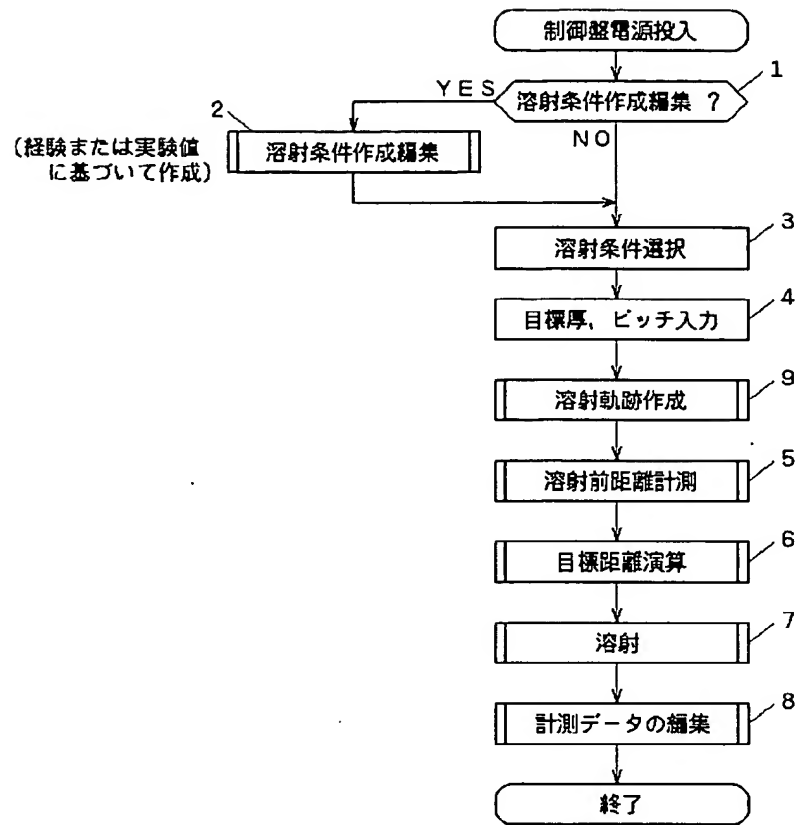 制御盤電源投入
1
YES
溶射条件作成編集 ?
2
NO
(経験または実験値
に基づいて作成)
溶射条件作成編集
3
溶射条件選択
4
目標厚, ピッチ入力
9
溶射軌跡作成
5
溶射前距離計測
6
目標距離演算
7
溶射
8
計測データの編集
終了